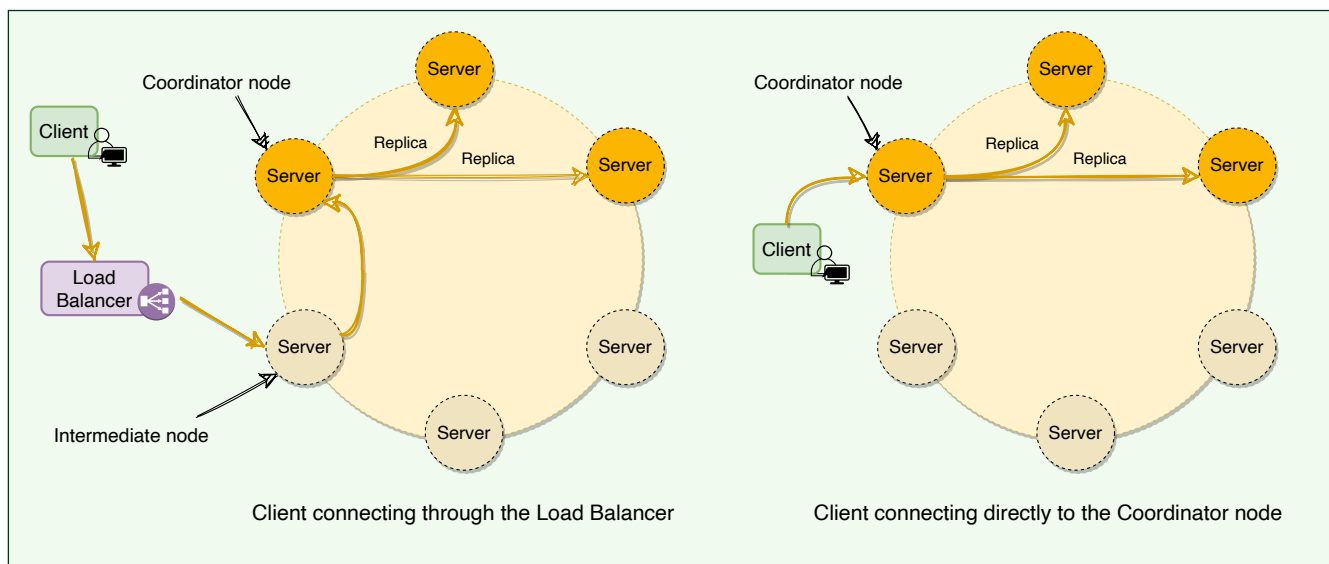 Server
Coordinator node
Client
Replica
Replica
Server
Server
Load
Balancer
Server
Server
Intermediate node
Server
Client connecting through the Load Balancer
Server
Coordinator node
Replica
Replica
Server
Server
Client
Server
Server
Server
Client connecting directly to the Coordinator node